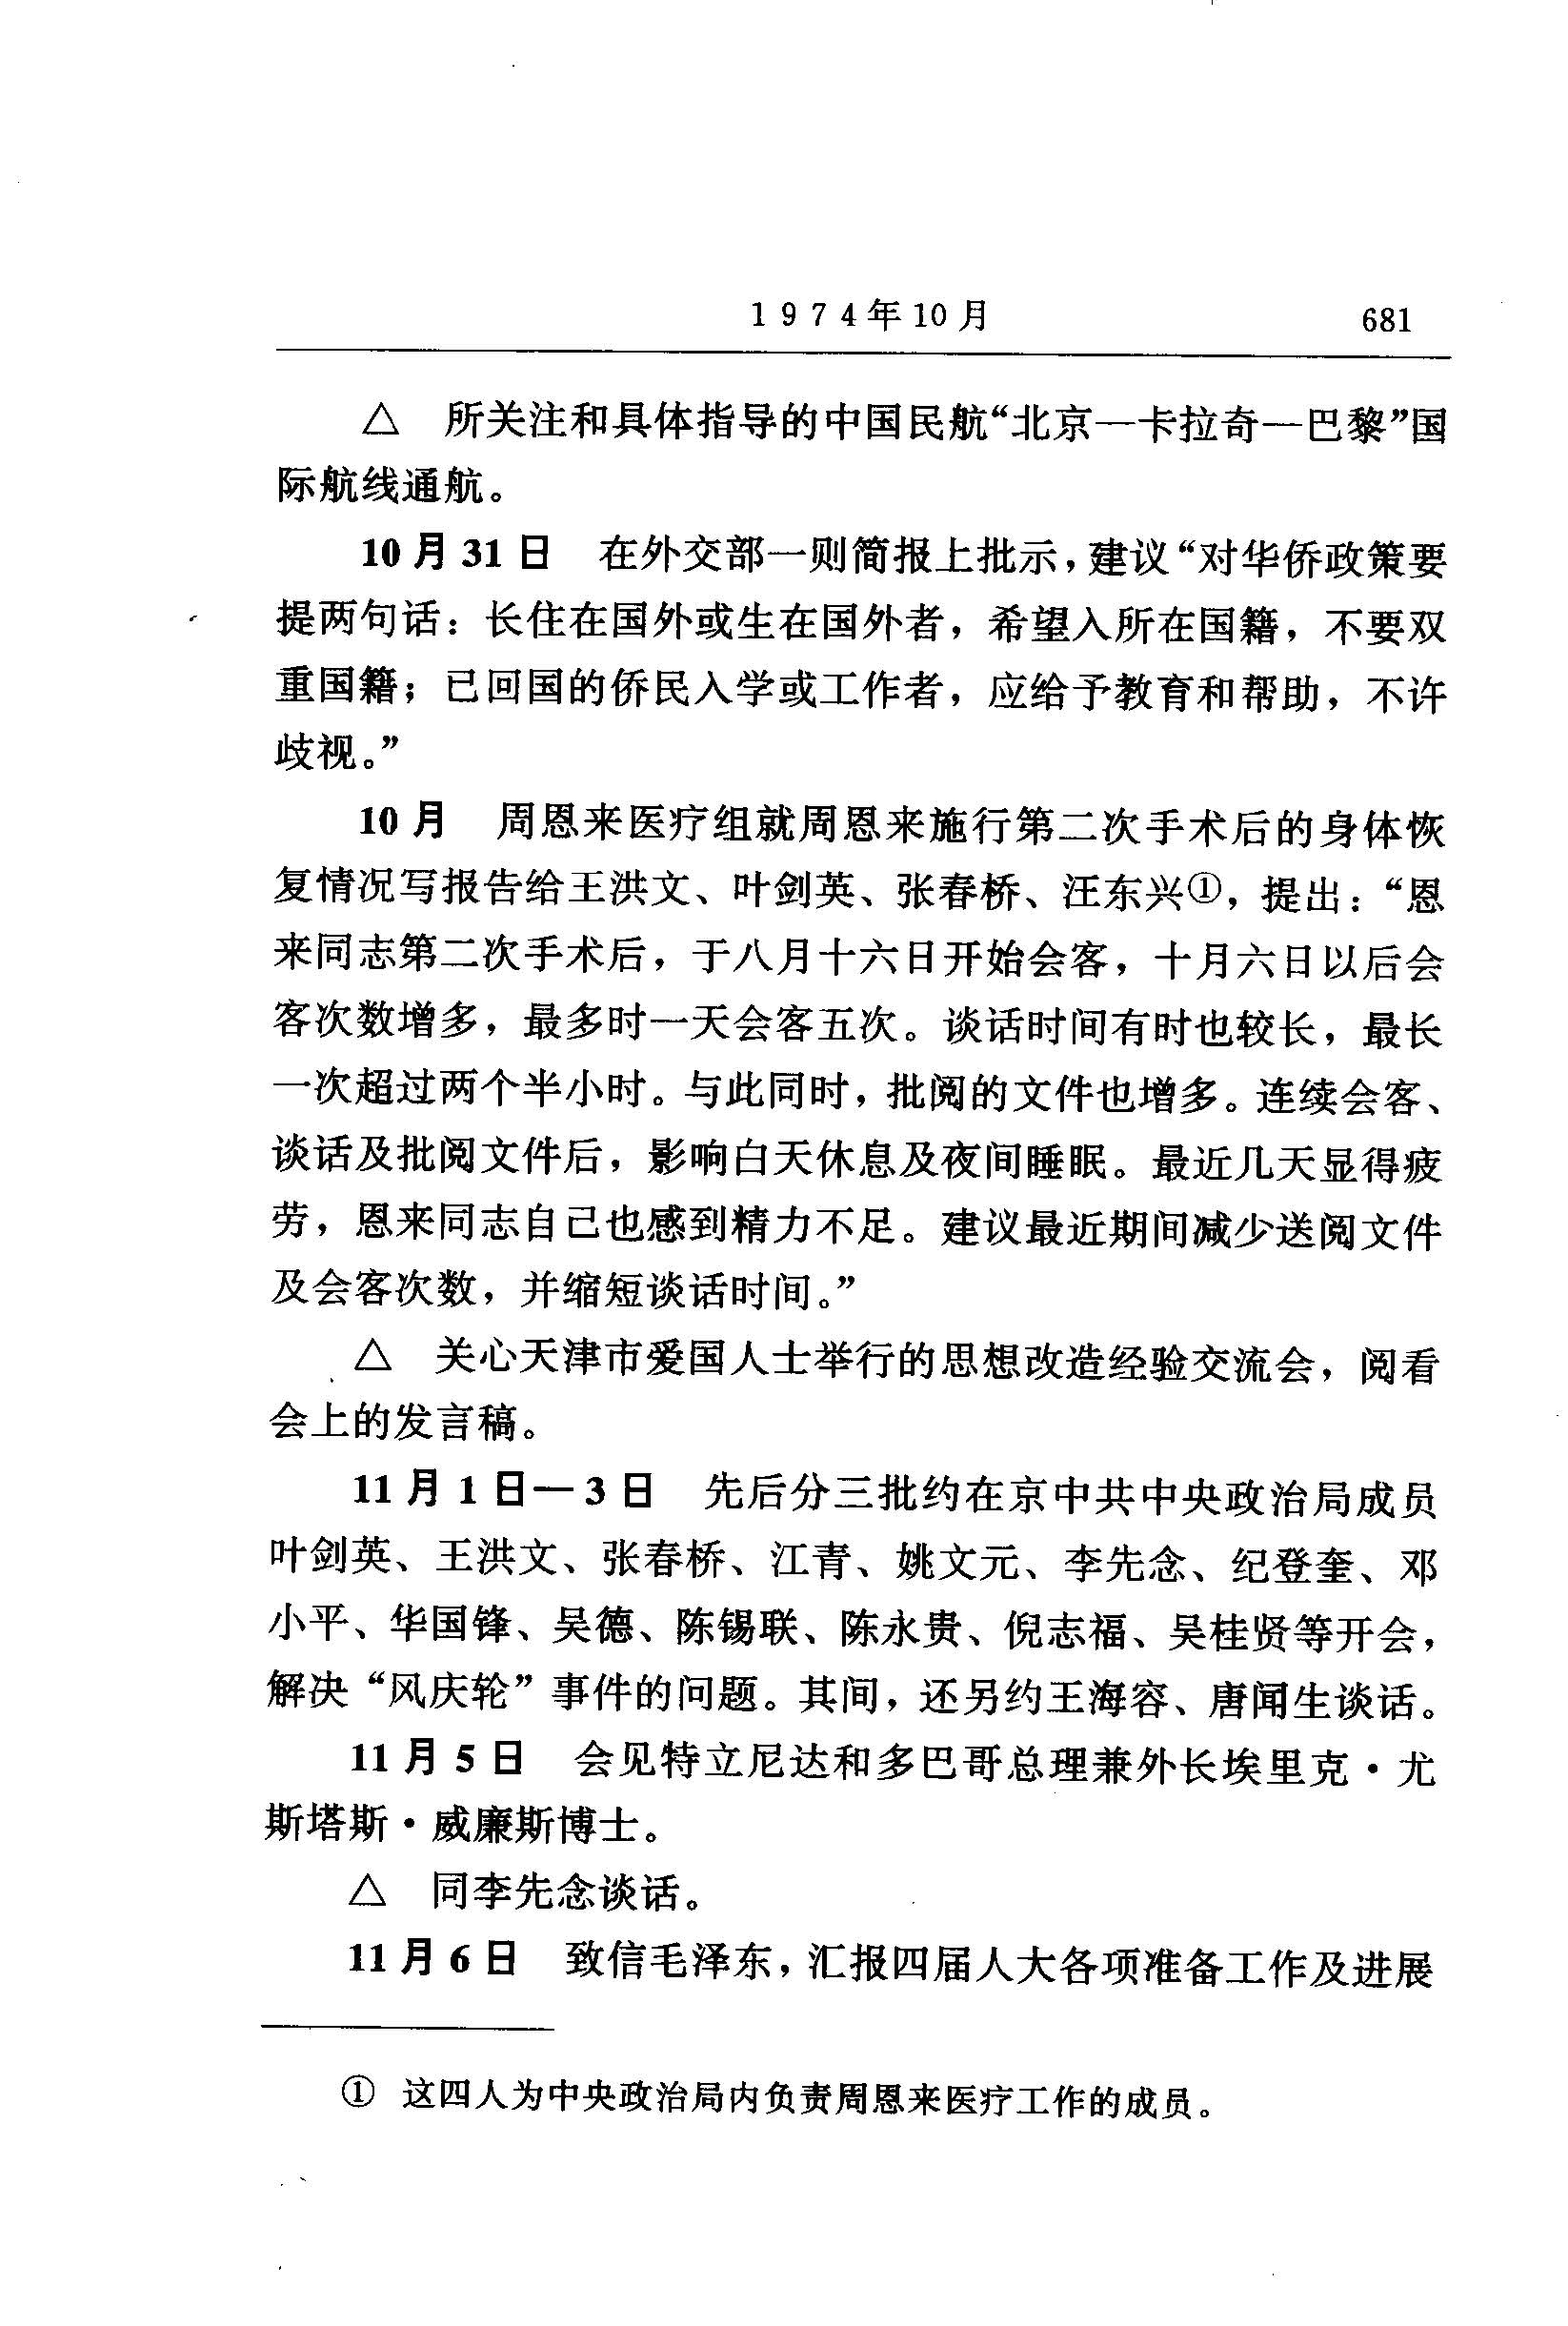 1974年10月 681
△ 所关注和具体指导的中国民航“北京—卡拉奇—巴黎”国
际航线通航。
10月31日 在外交部一则简报上批示，建议“对华侨政策要
提两句话：长住在国外或生在国外者，希望入所在国籍，不要双
重国籍；已回国的侨民入学或工作者，应给予教育和帮助，不许
歧视。”
10月 周恩来医疗组就周恩来施行第二次手术后的身体恢
复情况写报告给王洪文、叶剑英、张春桥、汪东兴①，提出：“恩
来同志第二次手术后，于八月十六日开始会客，十月六日以后会
客次数增多，最多时一天会客五次。谈话时间有时也较长，最长
一次超过两个半小时。与此同时，批阅的文件也增多。连续会客、
谈话及批阅文件后，影响白天休息及夜间睡眠。最近几天显得疲
劳，恩来同志自己也感到精力不足。建议最近期间减少送阅文件
及会客次数，并缩短谈话时间。”
△ 关心天津市爱国人士举行的思想改造经验交流会，阅看
会上的发言稿。
11月1日—3日 先后分三批约在京中共中央政治局成员
叶剑英、王洪文、张春桥、江青、姚文元、李先念、纪登奎、邓
小平、华国锋、吴德、陈锡联、陈永贵、倪志福、吴桂贤等开会，
解决“风庆轮”事件的问题。其间，还另约王海容、唐闻生谈话。
11月5日 会见特立尼达和多巴哥总理兼外长埃里克·尤
斯塔斯·威廉斯博士。
△ 同李先念谈话。
11月6日 致信毛泽东，汇报四届人大各项准备工作及进展
① 这四人为中央政治局内负责周恩来医疗工作的成员。